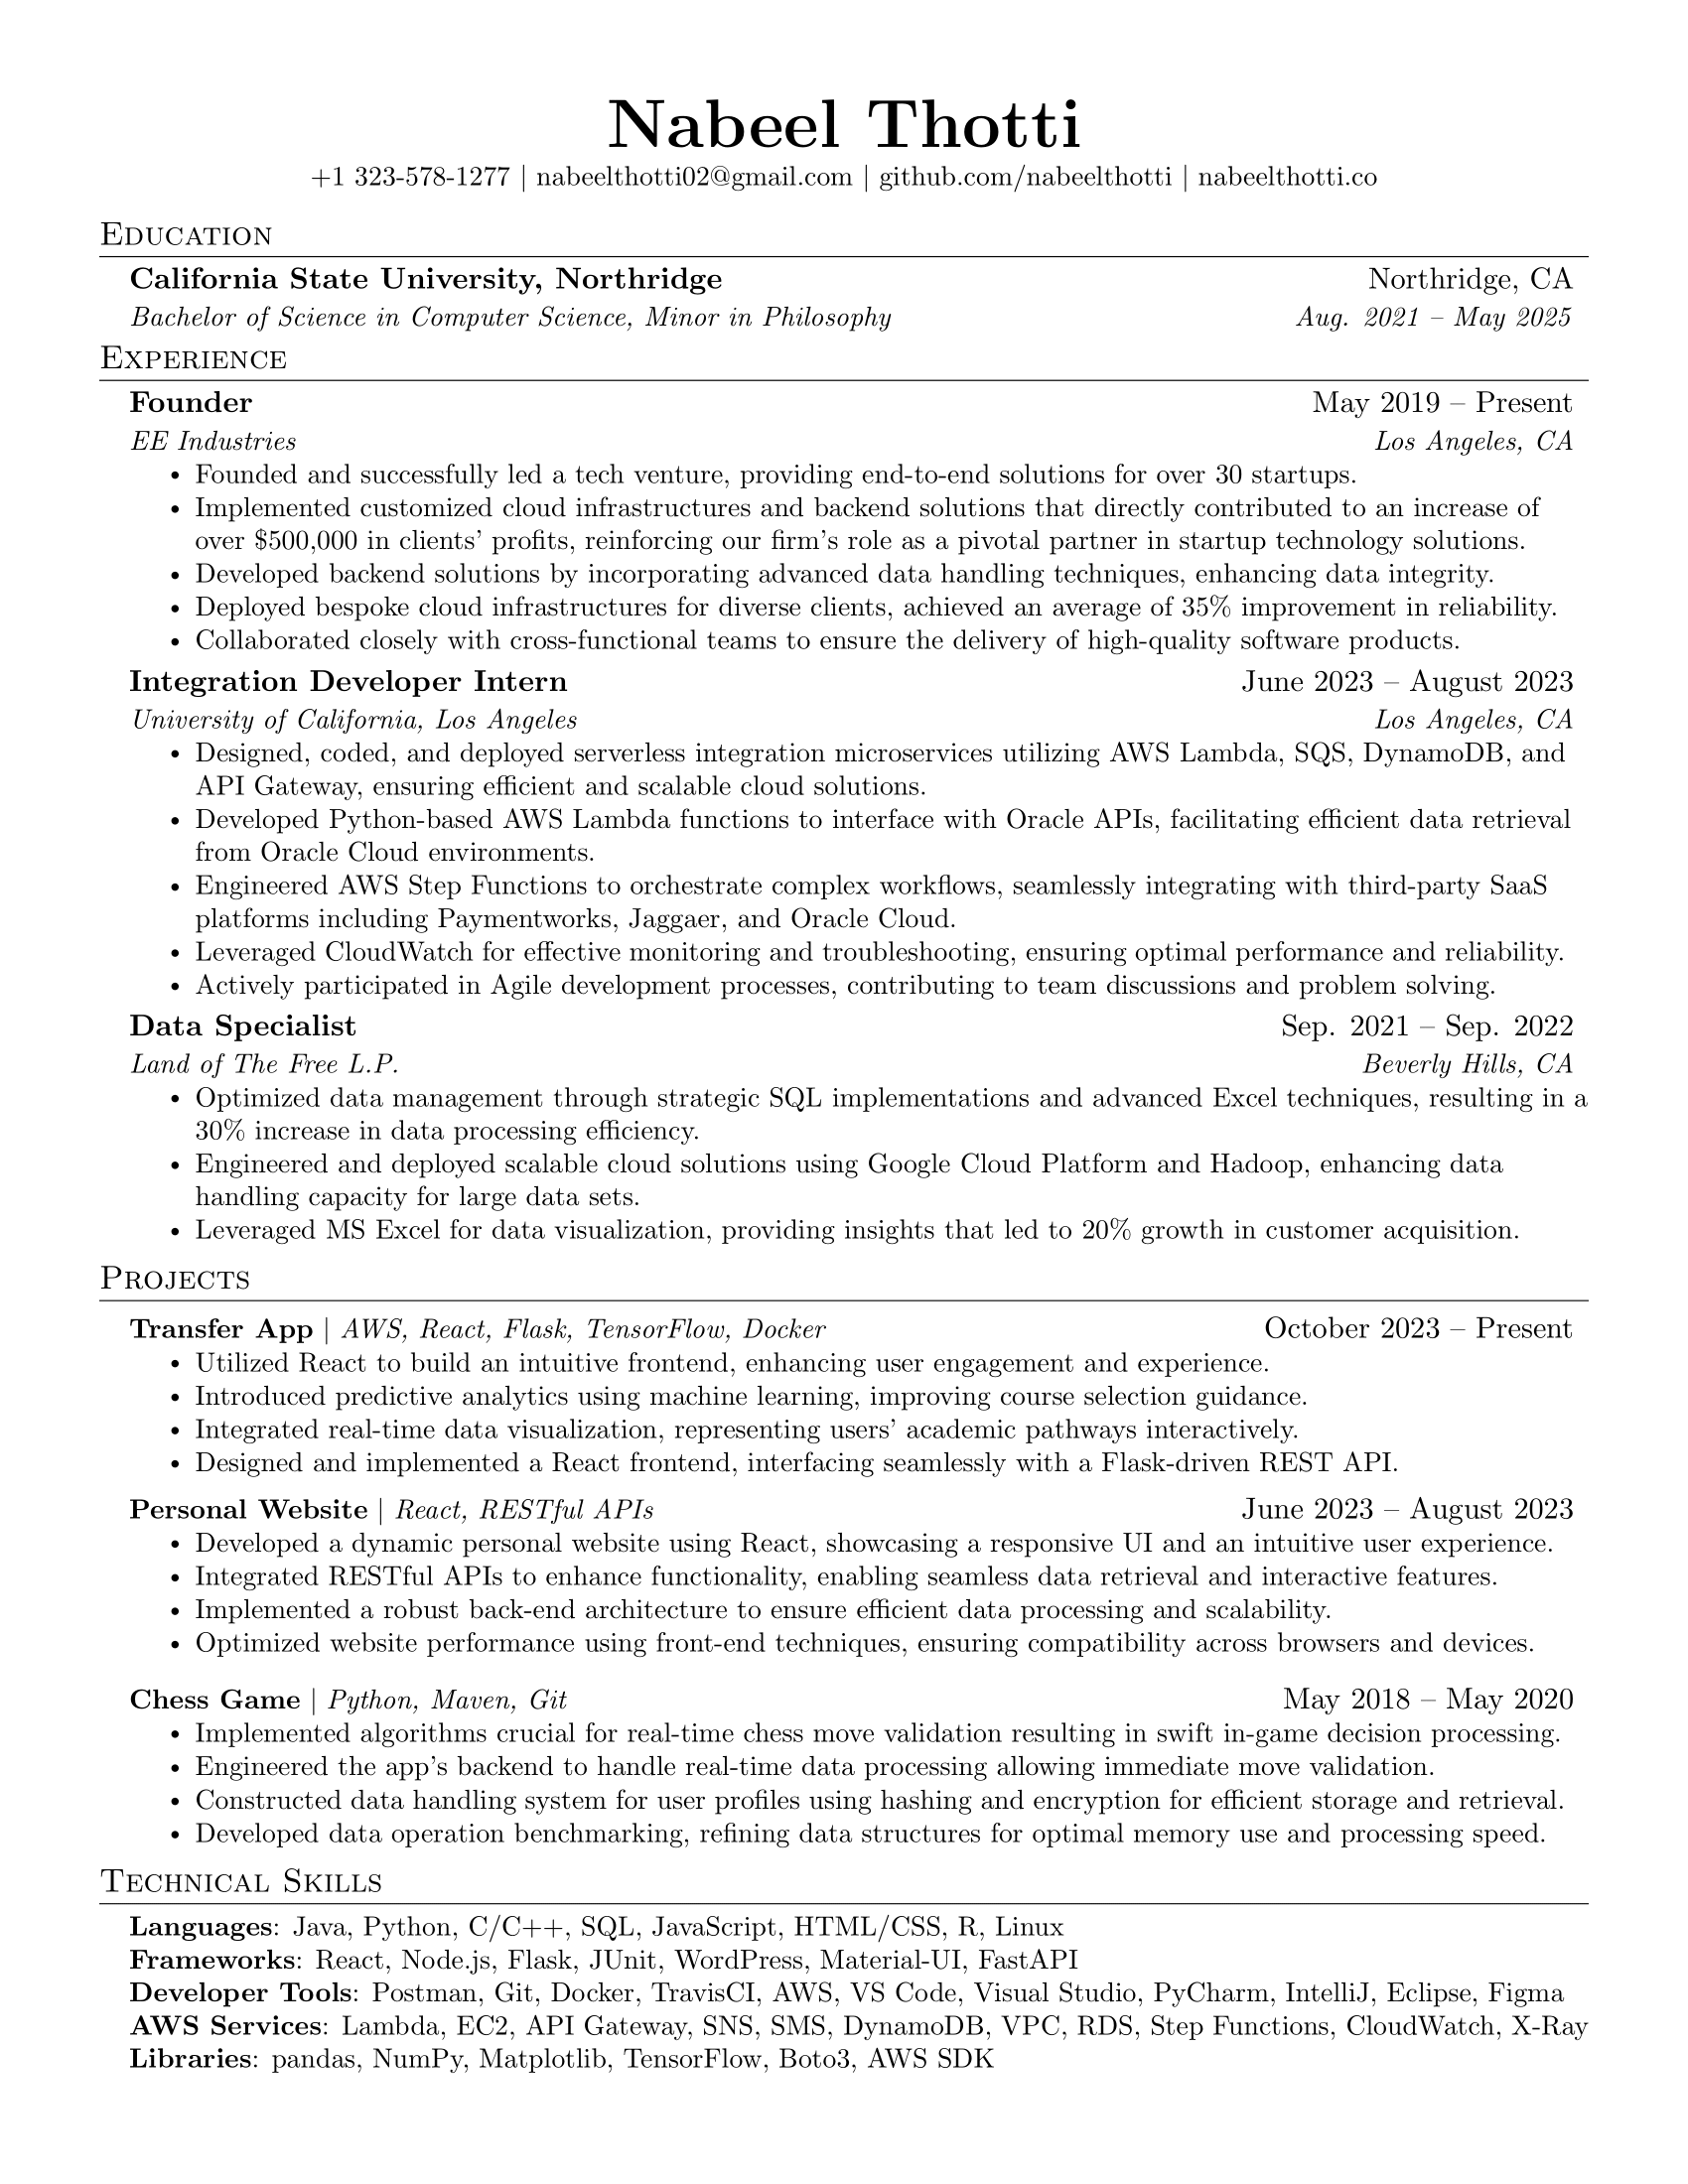 Nabeel Thotti
+1 323-578-1277 | nabeelthotti02@gmail.com | github.com/nabeelthotti | nabeelthotti.co
Education
California State University, Northridge Northridge, CA
Bachelor of Science in Computer Science, Minor in Philosophy Aug. 2021 – May 2025
Experience
Founder May 2019 – Present
EE Industries Los Angeles, CA
• Founded and successfully led a tech venture, providing end-to-end solutions for over 30 startups.
• Implemented customized cloud infrastructures and backend solutions that directly contributed to an increase of
over $500,000 in clients' profits, reinforcing our firm's role as a pivotal partner in startup technology solutions.
• Developed backend solutions by incorporating advanced data handling techniques, enhancing data integrity.
• Deployed bespoke cloud infrastructures for diverse clients, achieved an average of 35% improvement in reliability.
• Collaborated closely with cross-functional teams to ensure the delivery of high-quality software products.
Integration Developer Intern June 2023 – August 2023
University of California, Los Angeles Los Angeles, CA
• Designed, coded, and deployed serverless integration microservices utilizing AWS Lambda, SQS, DynamoDB, and
API Gateway, ensuring efficient and scalable cloud solutions.
• Developed Python-based AWS Lambda functions to interface with Oracle APIs, facilitating efficient data retrieval
from Oracle Cloud environments.
• Engineered AWS Step Functions to orchestrate complex workflows, seamlessly integrating with third-party SaaS
platforms including Paymentworks, Jaggaer, and Oracle Cloud.
• Leveraged CloudWatch for effective monitoring and troubleshooting, ensuring optimal performance and reliability.
• Actively participated in Agile development processes, contributing to team discussions and problem solving.
Data Specialist Sep. 2021 – Sep. 2022
Land of The Free L.P. Beverly Hills, CA
• Optimized data management through strategic SQL implementations and advanced Excel techniques, resulting in a
30% increase in data processing efficiency.
• Engineered and deployed scalable cloud solutions using Google Cloud Platform and Hadoop, enhancing data
handling capacity for large data sets.
• Leveraged MS Excel for data visualization, providing insights that led to 20% growth in customer acquisition.
Projects
Transfer App | AWS, React, Flask, TensorFlow, Docker October 2023 – Present
• Utilized React to build an intuitive frontend, enhancing user engagement and experience.
• Introduced predictive analytics using machine learning, improving course selection guidance.
• Integrated real-time data visualization, representing users' academic pathways interactively.
• Designed and implemented a React frontend, interfacing seamlessly with a Flask-driven REST API.
Personal Website | React, RESTful APIs June 2023 – August 2023
• Developed a dynamic personal website using React, showcasing a responsive UI and an intuitive user experience.
• Integrated RESTful APIs to enhance functionality, enabling seamless data retrieval and interactive features.
• Implemented a robust back-end architecture to ensure efficient data processing and scalability.
• Optimized website performance using front-end techniques, ensuring compatibility across browsers and devices.
Chess Game | Python, Maven, Git May 2018 – May 2020
• Implemented algorithms crucial for real-time chess move validation resulting in swift in-game decision processing.
• Engineered the app's backend to handle real-time data processing allowing immediate move validation.
• Constructed data handling system for user profiles using hashing and encryption for efficient storage and retrieval.
• Developed data operation benchmarking, refining data structures for optimal memory use and processing speed.
Technical Skills
Languages: Java, Python, C/C++, SQL, JavaScript, HTML/CSS, R, Linux
Frameworks: React, Node.js, Flask, JUnit, WordPress, Material-UI, FastAPI
Developer Tools: Postman, Git, Docker, TravisCI, AWS, VS Code, Visual Studio, PyCharm, IntelliJ, Eclipse, Figma
AWS Services: Lambda, EC2, API Gateway, SNS, SMS, DynamoDB, VPC, RDS, Step Functions, CloudWatch, X-Ray
Libraries: pandas, NumPy, Matplotlib, TensorFlow, Boto3, AWS SDK